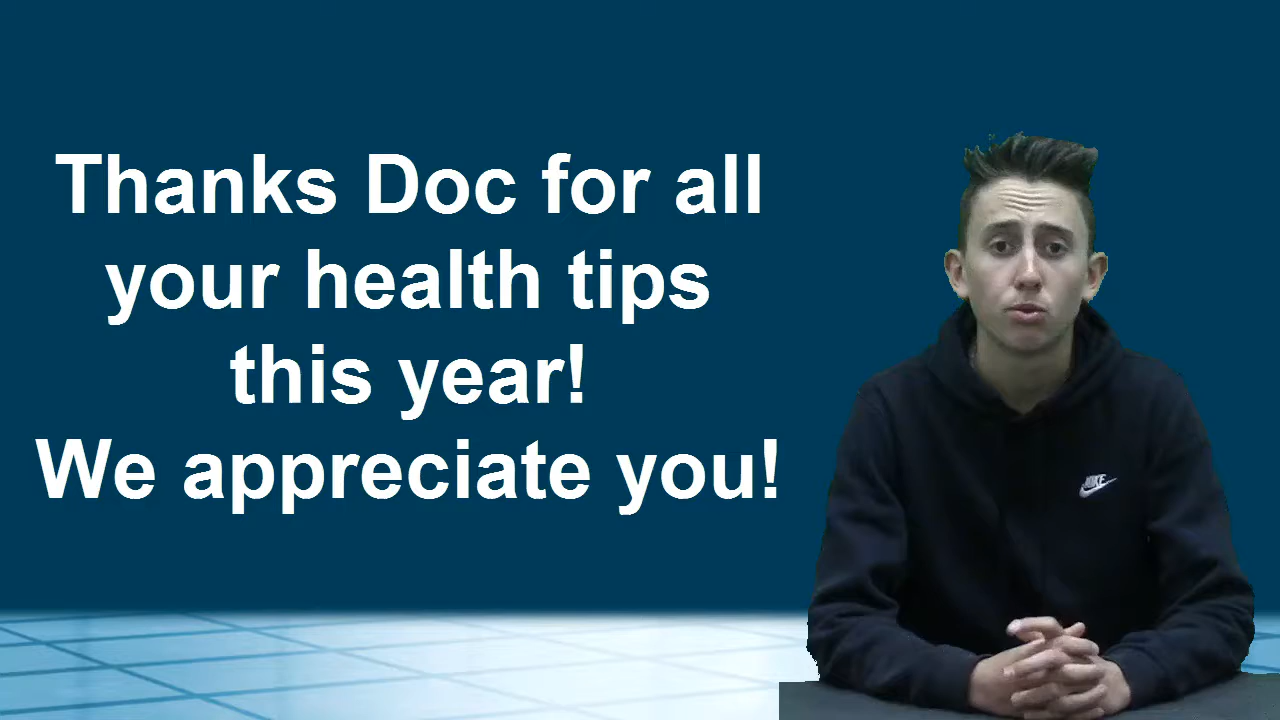 Thanks Doc for all
your health tips
this year!
We appreciate you!
NIKE